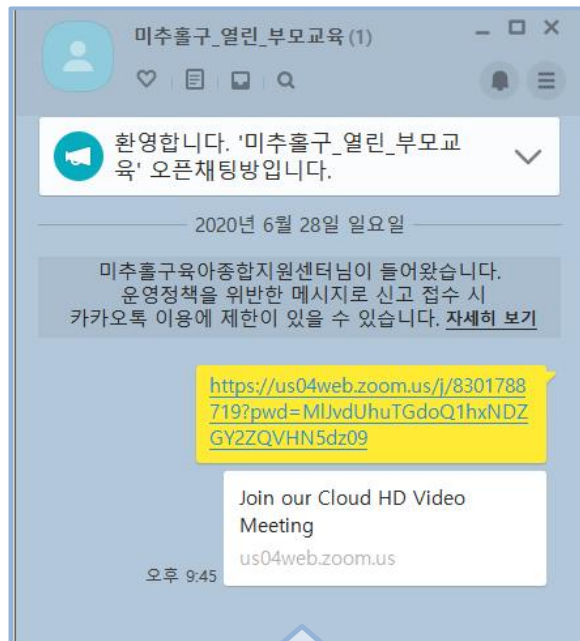 미추홀구_열린_부모교육 (1)
환영합니다. '미추홀구_열린_부모교
육' 오픈채팅방입니다.
2020년 6월 28일 일요일
미추홀구육아종합지원센터님이 들어왔습니다.
운영정책을 위반한 메시지로 신고 접수 시
카카오톡 이용에 제한이 있을 수 있습니다. 자세히 보기
https://us04web.zoom.us/j/8301788
719?pwd=MlJvdUhuTGdoQ1hxNDZ
GY2ZQVHN5dz09
Join our Cloud HD Video
Meeting
us04web.zoom.us
오후 9:45